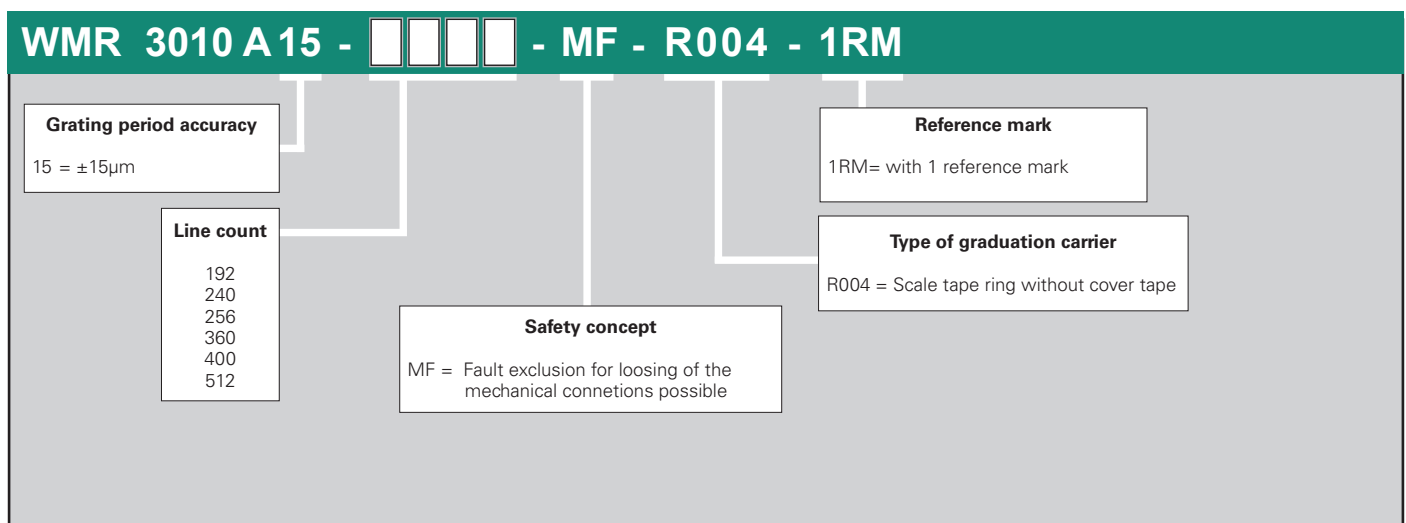 WMR 3010 A 15 - - MF - R004 - 1RM
Grating period accuracy
15 = ±15µm
Line count
192
240
256
360
400
512
Safety concept
MF = Fault exclusion for loosing of the
mechanical connetions possible
Reference mark
1RM= with 1 reference mark
Type of graduation carrier
R004 = Scale tape ring without cover tape